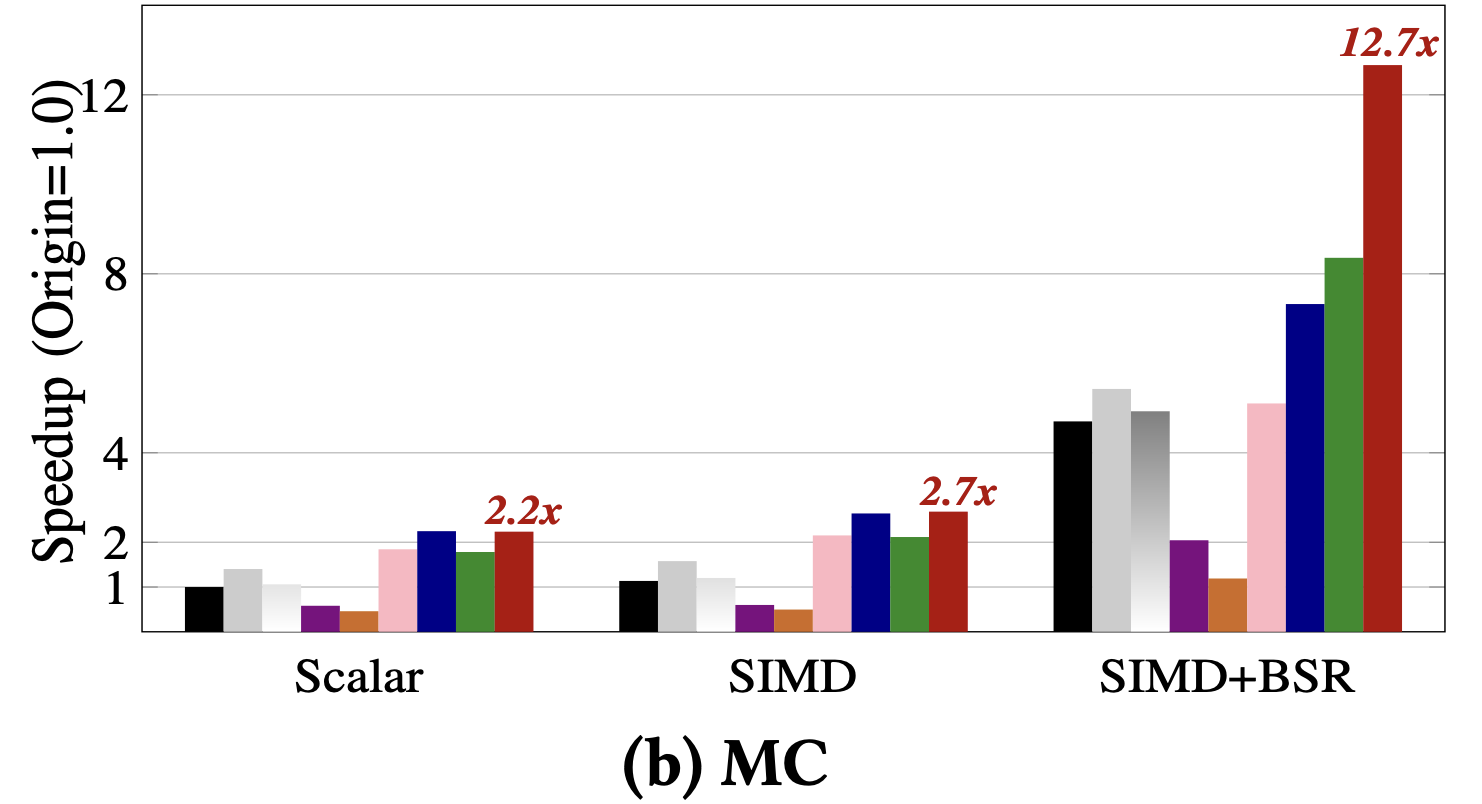 Speedup (Origin=1.0)
12
8
4
2
1
2.2x
2.7x
12.7x
Scalar
SIMD
SIMD+BSR
(b) MC